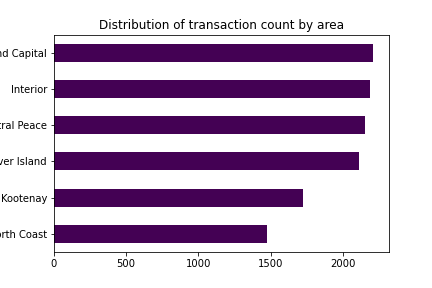 Distribution of transaction count by area
nd Capital
Interior
tral Peace
ver Island
Kootenay
rth Coast
0 500 1000 1500 2000